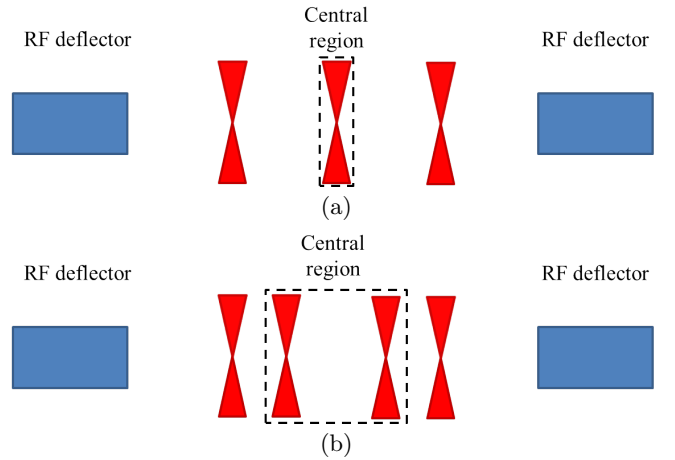 Central
region
RF deflector
RF deflector
(a)
Central
region
RF deflector
RF deflector
(b)